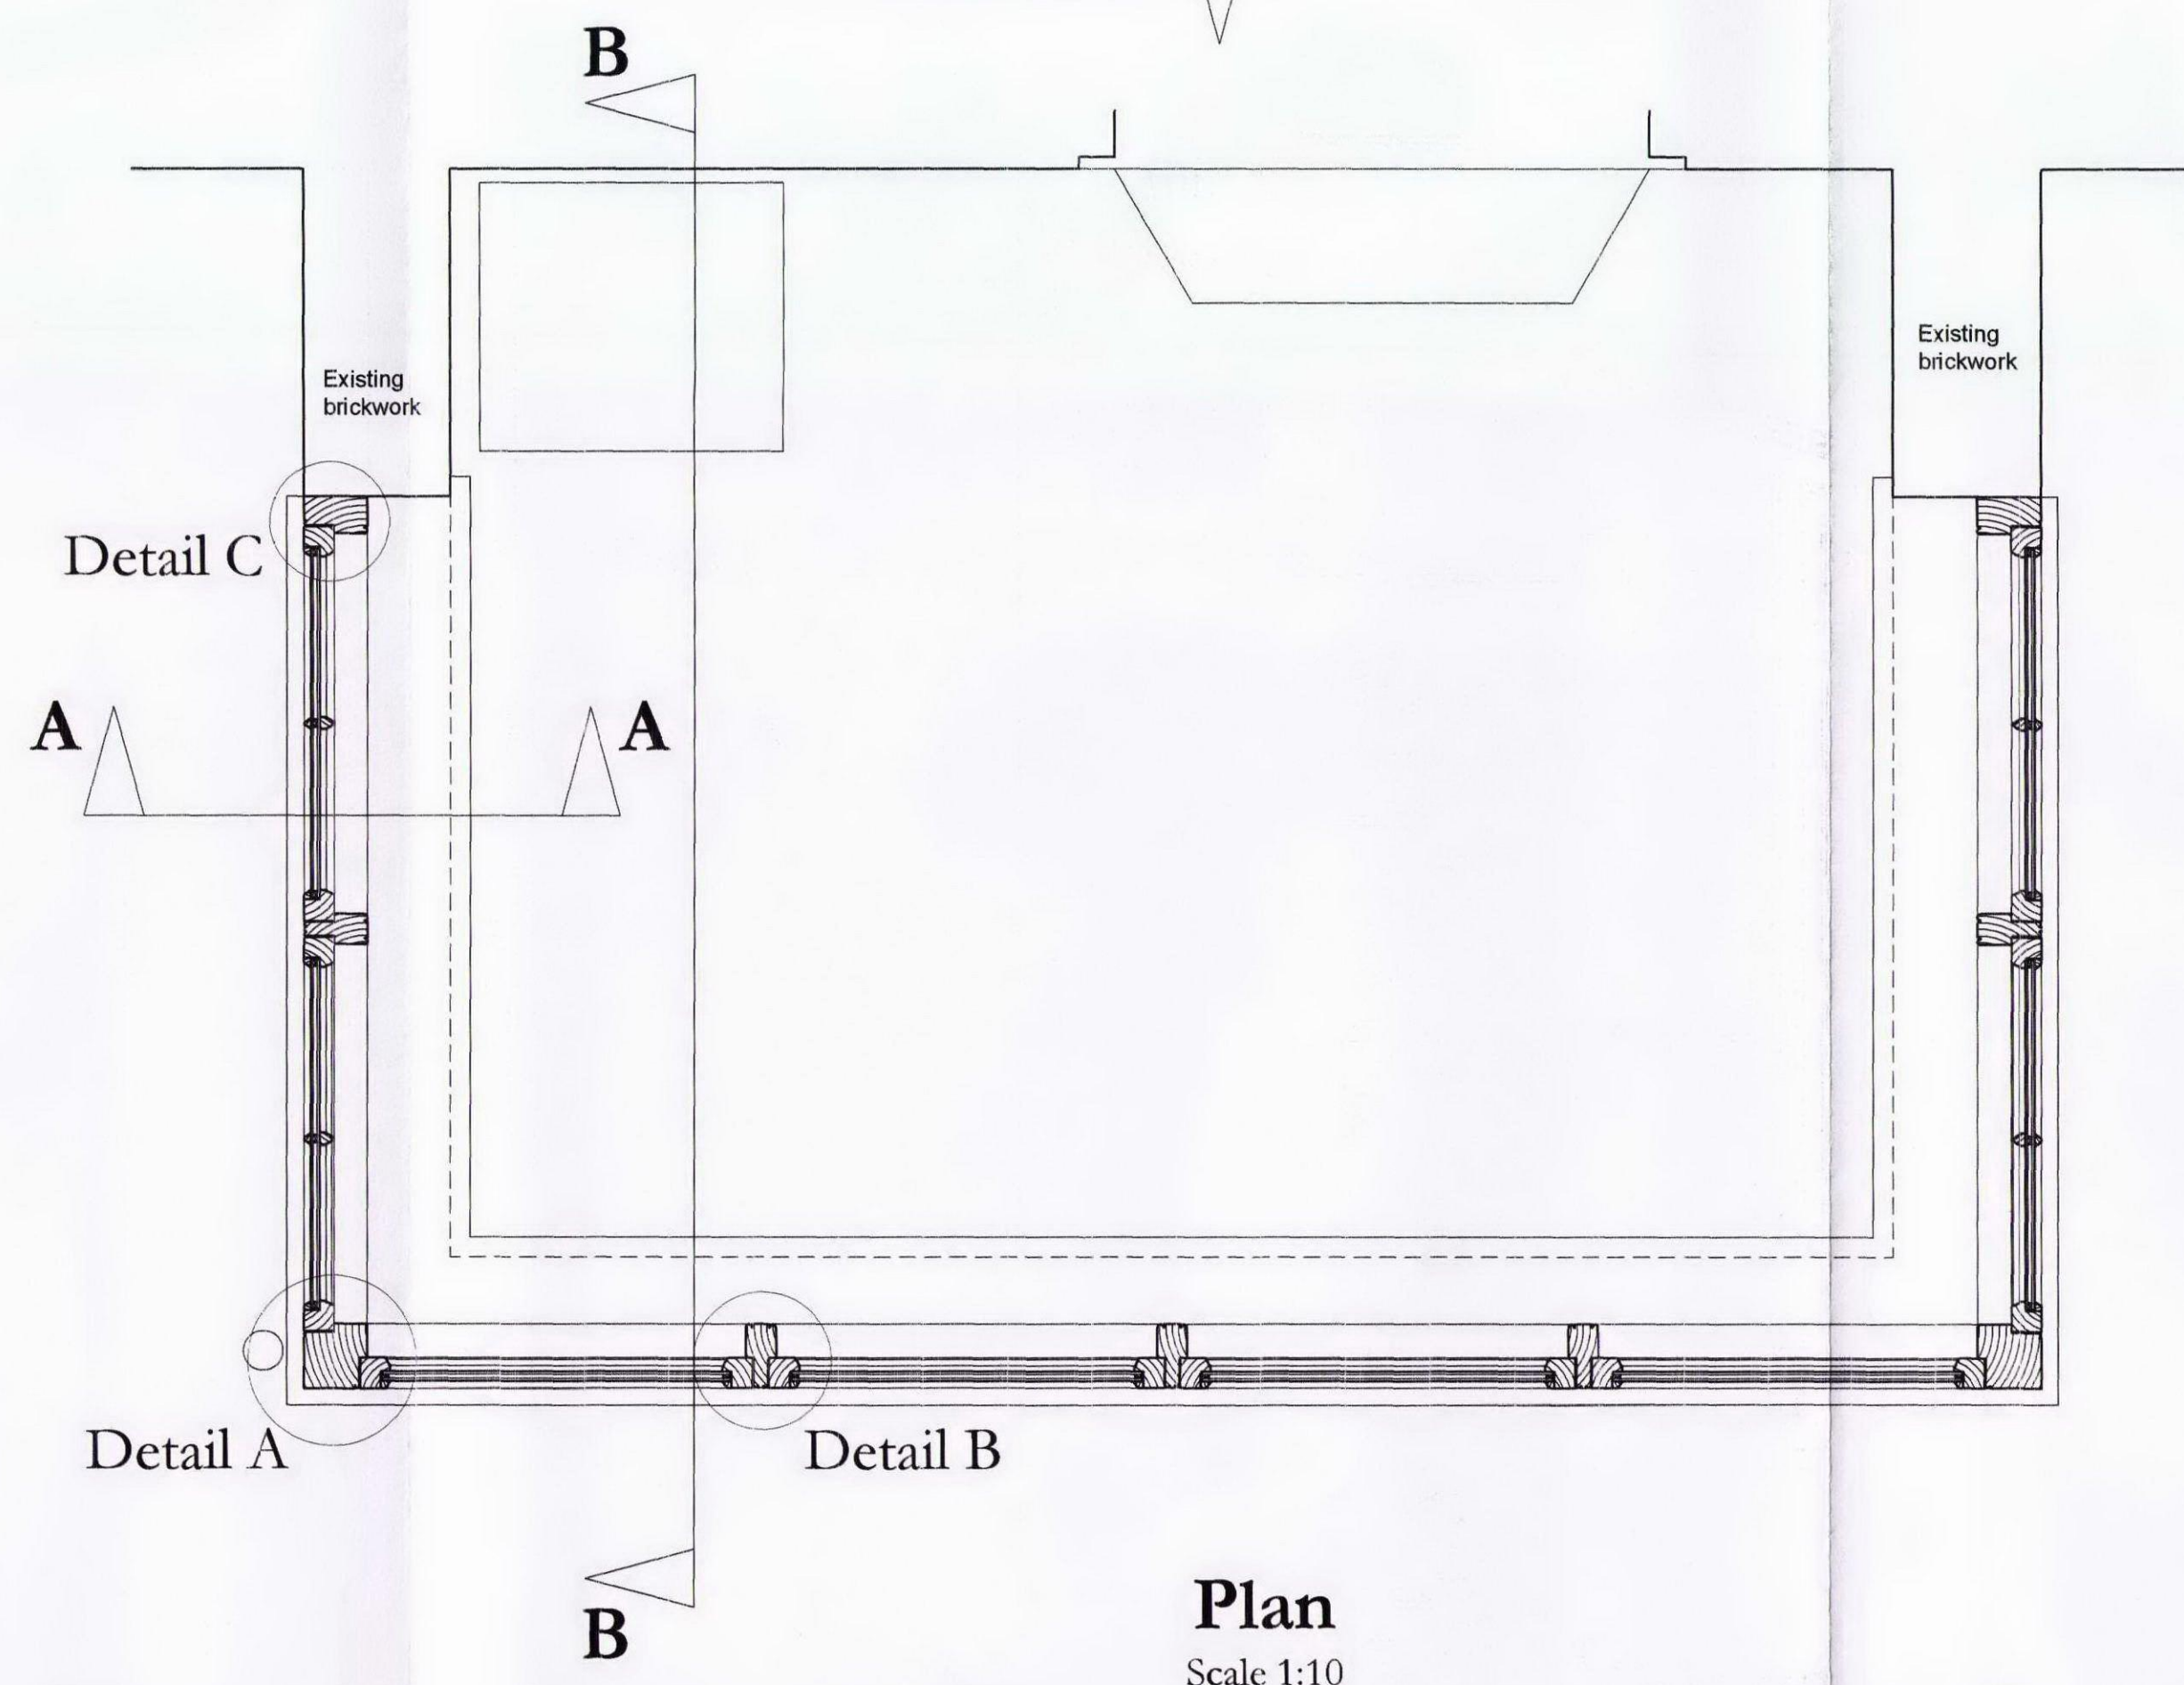 B
Existing
brickwork
Existing
brickwork
Detail C
A
A
Detail A
Detail B
B
Plan
Scale 1:10